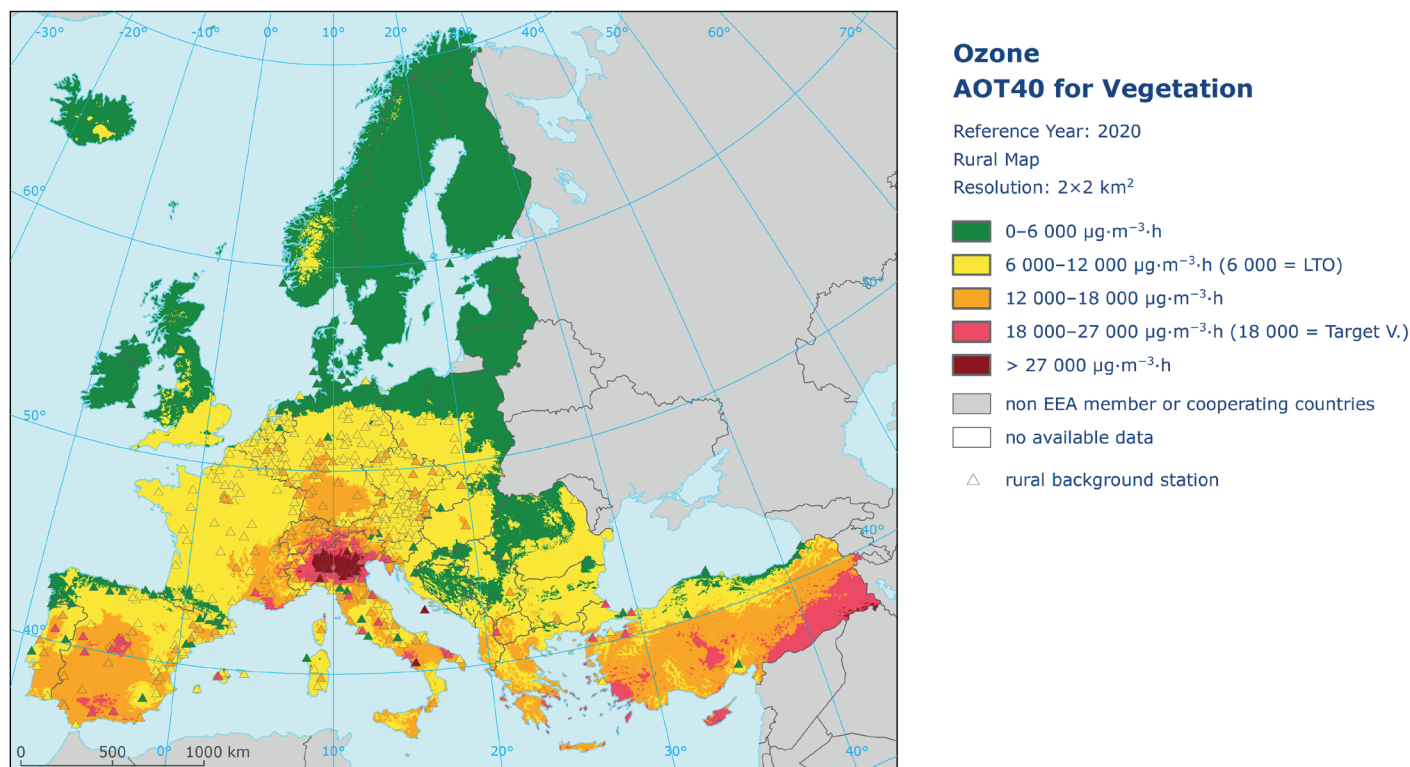 -30° -20° -10° 0° 10° 20° 30° 40° 50° 60° 70°
60°
50°
50°
40°
40°
0 500 0° 1000 km 10° 20° 30° 40°
Ozone
AOT40 for Vegetation
Reference Year: 2020
Rural Map
Resolution: 2×2 km²
0–6 000 µg·m⁻³·h
6 000–12 000 µg·m⁻³·h (6 000 = LTO)
12 000–18 000 µg·m⁻³·h
18 000–27 000 µg·m⁻³·h (18 000 = Target V.)
> 27 000 µg·m⁻³·h
non EEA member or cooperating countries
no available data
rural background station